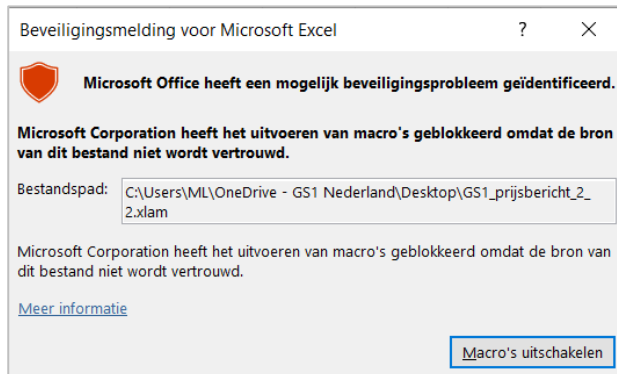 Beveiligingsmelding voor Microsoft Excel ? ×
Microsoft Office heeft een mogelijk beveiligingsprobleem geïdentificeerd.
Microsoft Corporation heeft het uitvoeren van macro's geblokkeerd omdat de bron
van dit bestand niet wordt vertrouwd.
Bestandspad: C:\Users\ML\OneDrive - GS1 Nederland\Desktop\GS1_prijsbericht_2_
2.xlam
Microsoft Corporation heeft het uitvoeren van macro's geblokkeerd omdat de bron van
dit bestand niet wordt vertrouwd.
Meer informatie
Macro's uitschakelen